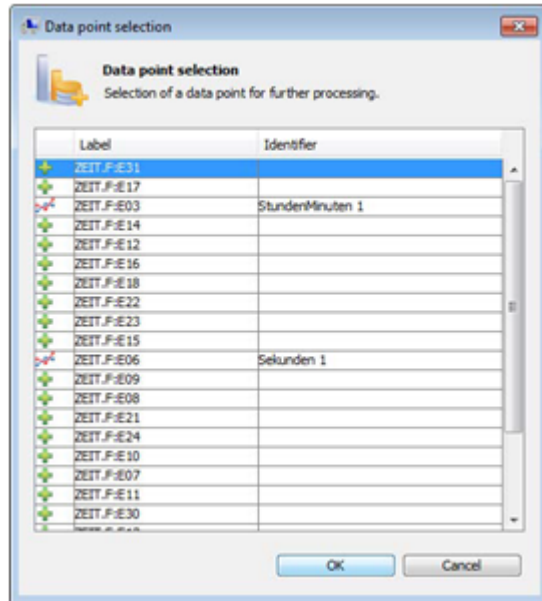 Data point selection
Data point selection
Selection of a data point for further processing.
Label Identifier
ZEIT.F:E31
ZEIT.F:E17
ZEIT.F:E03 StundenMinuten 1
ZEIT.F:E14
ZEIT.F:E12
ZEIT.F:E16
ZEIT.F:E18
ZEIT.F:E22
ZEIT.F:E23
ZEIT.F:E15
ZEIT.F:E06 Sekunden 1
ZEIT.F:E09
ZEIT.F:E08
ZEIT.F:E21
ZEIT.F:E24
ZEIT.F:E10
ZEIT.F:E07
ZEIT.F:E11
ZEIT.F:E30
OK Cancel